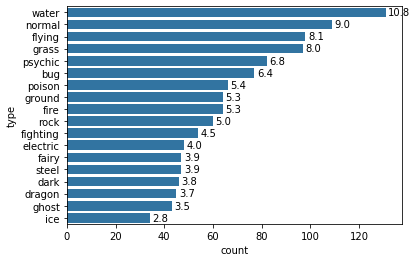 water 10.8
normal 9.0
flying 8.1
grass 8.0
psychic 6.8
bug 6.4
poison 5.4
ground 5.3
fire 5.3
rock 5.0
fighting 4.5
electric 4.0
fairy 3.9
steel 3.9
dark 3.8
dragon 3.7
ghost 3.5
ice 2.8
type
0 20 40 60 80 100 120
count